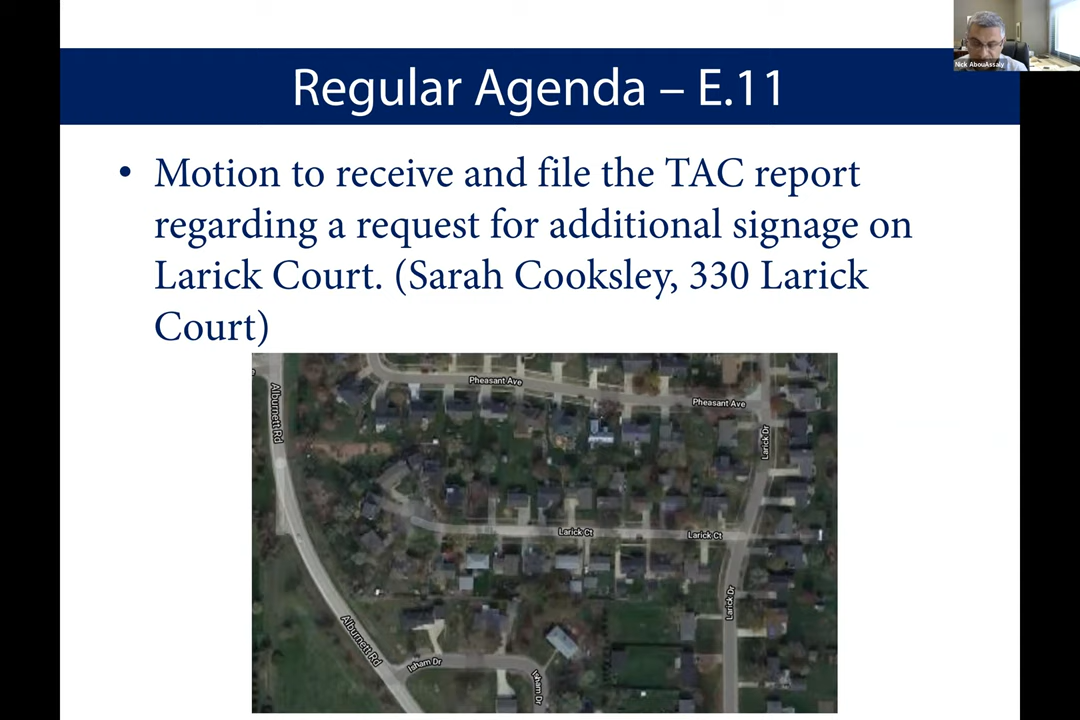 Nick AbouAssaly
Regular Agenda – E.11
• Motion to receive and file the TAC report
regarding a request for additional signage on
Larick Court. (Sarah Cooksley, 330 Larick
Court)
Pheasant Ave
Pheasant Ave
Alburnett Rd
Larick Dr
Larick Ct
Larick Ct
Larick Dr
Alburnett Rd
Isham Dr
Isham Dr